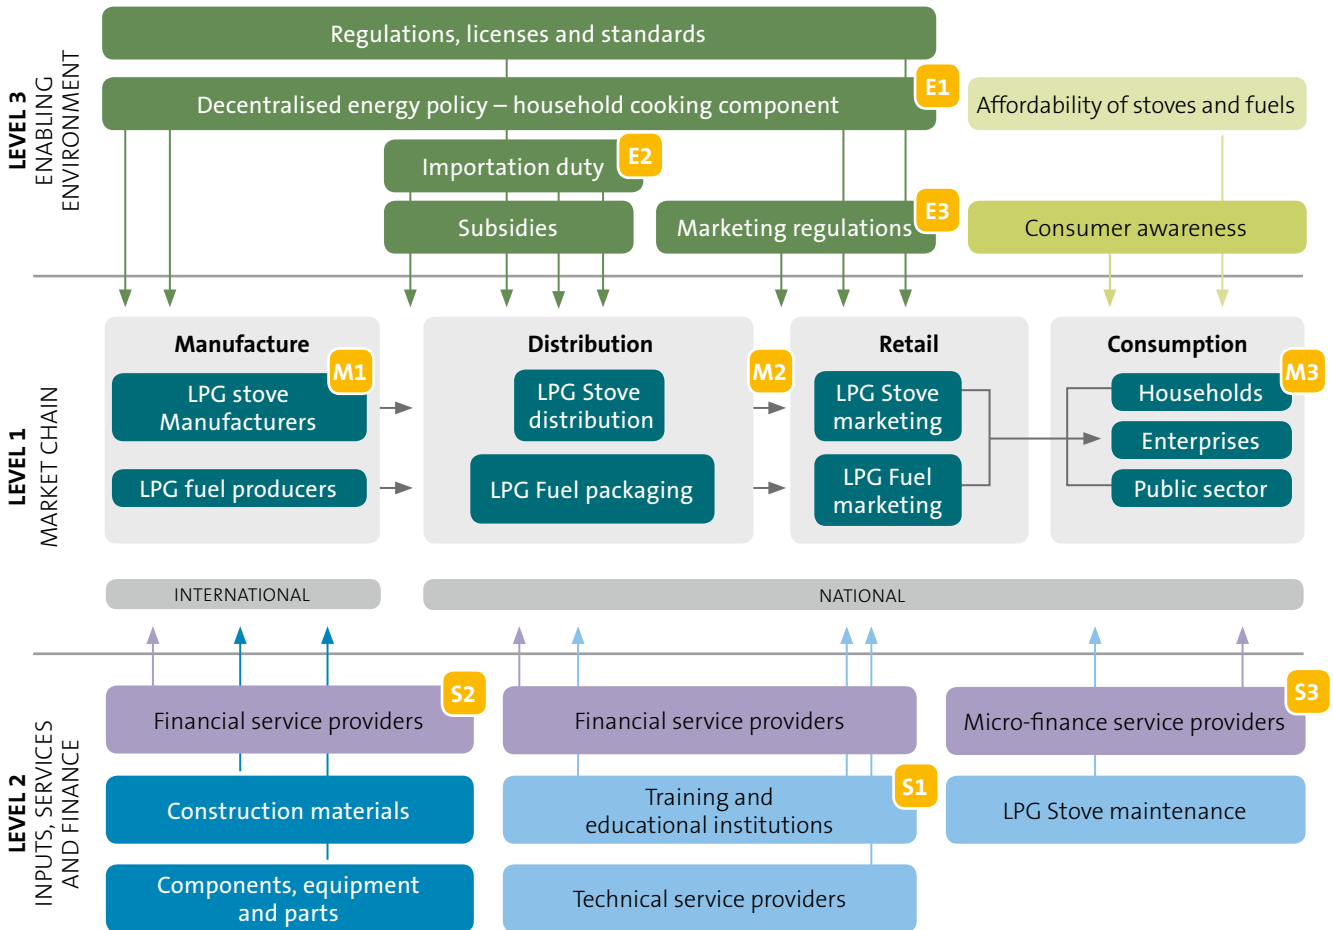 LEVEL 3
ENABLING
ENVIRONMENT
Regulations, licenses and standards
Decentralised energy policy – household cooking component
E1
Affordability of stoves and fuels
Importation duty
E2
Subsidies
Marketing regulations
E3
Consumer awareness
LEVEL 1
MARKET CHAIN
Manufacture
M1
LPG stove
Manufacturers
LPG fuel producers
Distribution
M2
LPG Stove
distribution
LPG Fuel packaging
Retail
LPG Stove
marketing
LPG Fuel
marketing
Consumption
M3
Households
Enterprises
Public sector
INTERNATIONAL
NATIONAL
LEVEL 2
INPUTS, SERVICES
AND FINANCE
Financial service providers
S2
Construction materials
Components, equipment
and parts
Financial service providers
Training and
educational institutions
S1
Technical service providers
Micro-finance service providers
S3
LPG Stove maintenance